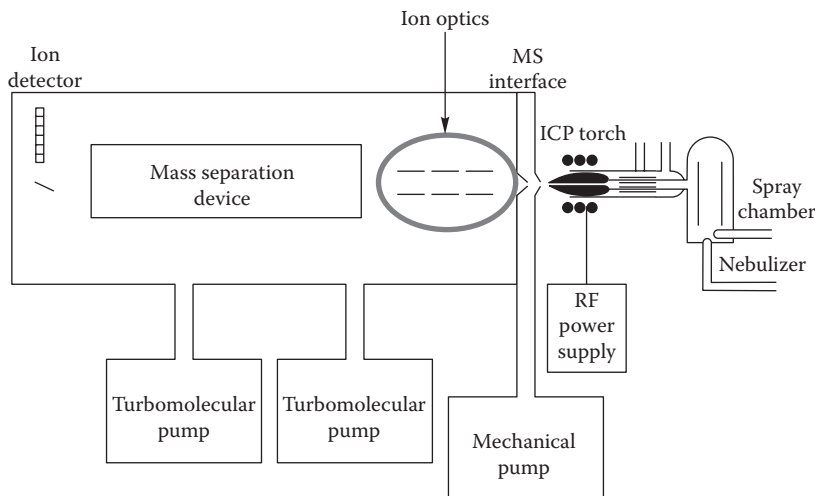 Ion optics
Ion
detector
MS
interface
ICP torch
Mass separation
device
Spray
chamber
Nebulizer
RF
power
supply
Turbomolecular
pump
Turbomolecular
pump
Mechanical
pump